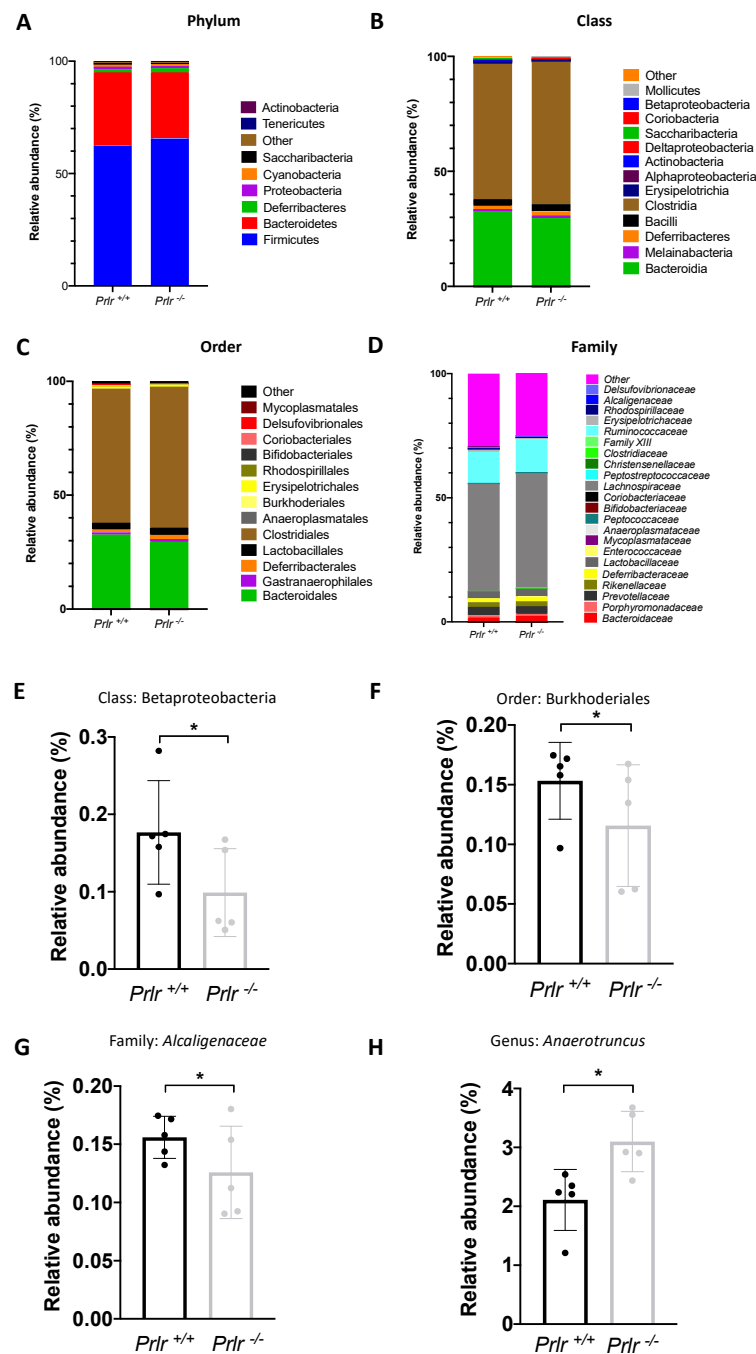 A
Phylum
Relative abundance (%)
100
50
0
Prlr +/+
Prlr -/-
Actinobacteria
Tenericutes
Other
Saccharibacteria
Cyanobacteria
Proteobacteria
Deferribacteres
Bacteroidetes
Firmicutes
B
Class
Relative abundance (%)
100
50
0
Prlr +/+
Prlr -/-
Other
Mollicutes
Betaproteobacteria
Coriobacteria
Saccharibacteria
Deltaproteobacteria
Actinobacteria
Alphaproteobacteria
Erysipelotrichia
Clostridia
Bacilli
Deferribacteres
Melainabacteria
Bacteroidia
C
Order
Relative abundance (%)
100
50
0
Prlr +/+
Prlr -/-
Other
Mycoplasmatales
Delsufovibrionales
Coriobacteriales
Bifidobacteriales
Rhodospirillales
Erysipelotrichales
Burkhoderiales
Anaeroplasmatales
Clostridiales
Lactobacillales
Deferribacterales
Gastranaerophilales
Bacteroidales
D
Family
Relative abundance (%)
100
50
0
Prlr +/+
Prlr -/-
Other
Delsufovibrionaceae
Alcaligenaceae
Rhodospirillaceae
Erysipelotrichaceae
Ruminococcaceae
Family XIII
Clostridiaceae
Christensenellaceae
Peptostreptococcaceae
Lachnospiraceae
Coriobacteriaceae
Bifidobacteriaceae
Peptococcaceae
Anaeroplasmataceae
Mycoplasmataceae
Enterococcaceae
Lactobacillaceae
Deferribacteraceae
Rikenellaceae
Prevotellaceae
Porphyromonadaceae
Bacteroidaceae
E
Class: Betaproteobacteria
Relative abundance (%)
0.3
0.2
0.1
0.0
*
Prlr +/+
Prlr -/-
F
Order: Burkhoderiales
Relative abundance (%)
0.20
0.15
0.10
0.05
0.00
*
Prlr +/+
Prlr -/-
G
Family: Alcaligenaceae
Relative abundance (%)
0.20
0.15
0.10
0.05
0.00
*
Prlr +/+
Prlr -/-
H
Genus: Anaerotruncus
Relative abundance (%)
4
3
2
1
0
*
Prlr +/+
Prlr -/-